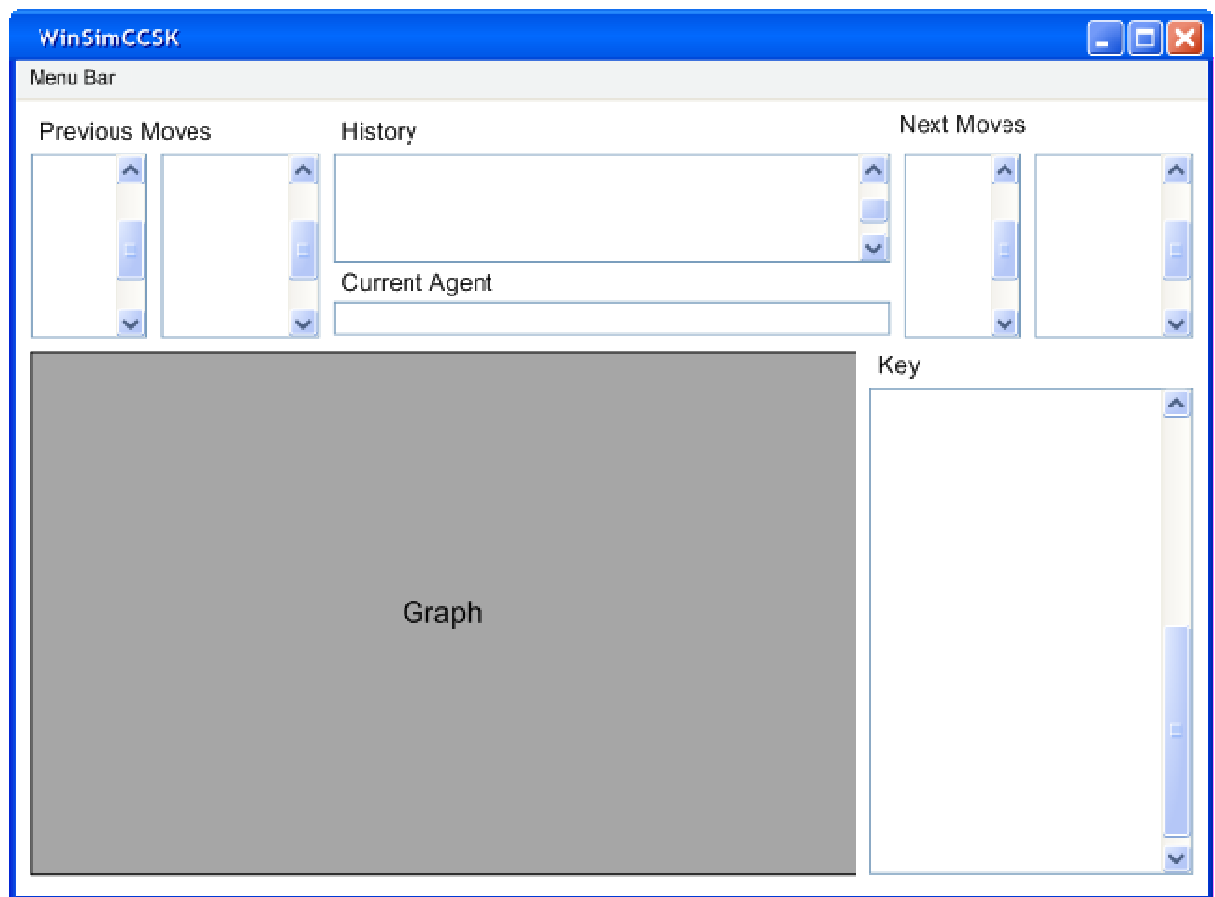 WinSimCCSK
Menu Bar
Previous Moves
History
Next Moves
Current Agent
Key
Graph